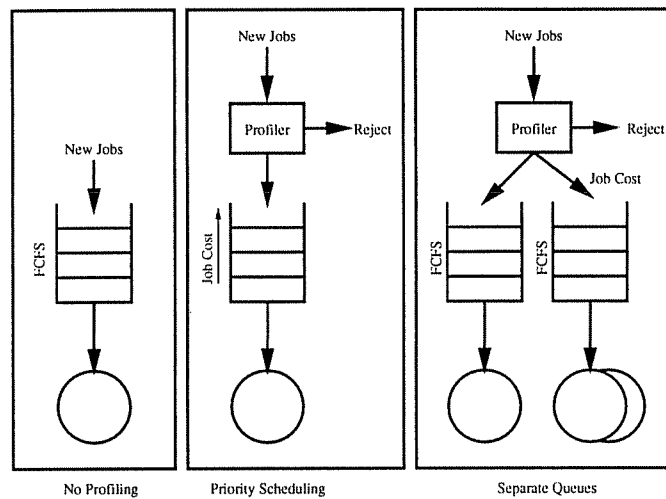 New Jobs
FCFS
No Profiling
New Jobs
Profiler
Reject
Job Cost
Priority Scheduling
New Jobs
Profiler
Reject
Job Cost
FCFS
FCFS
Separate Queues